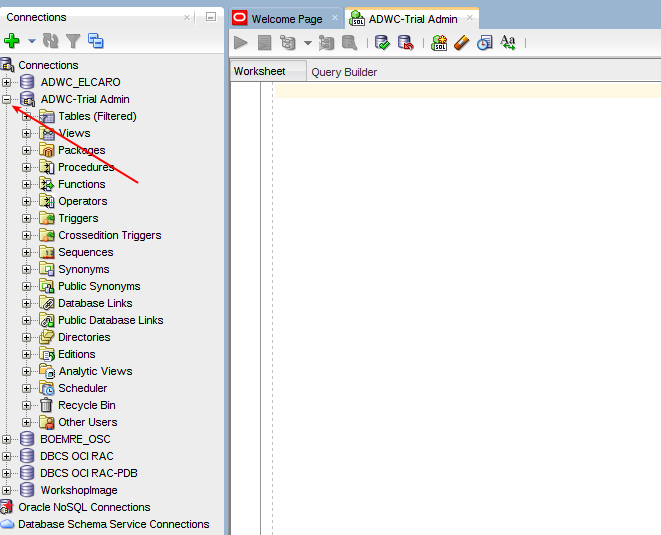 Connections
Connections
ADWC_ELCARO
ADWC-Trial Admin
Tables (Filtered)
Views
Packages
Procedures
Functions
Operators
Triggers
Crossedition Triggers
Sequences
Synonyms
Public Synonyms
Database Links
Public Database Links
Directories
Editions
Analytic Views
Scheduler
Recycle Bin
Other Users
BOEMRE_OSC
DBCS OCI RAC
DBCS OCI RAC-PDB
WorkshopImage
Oracle NoSQL Connections
Database Schema Service Connections
Welcome Page
ADWC-Trial Admin
SQL
SQL
Aa
Worksheet
Query Builder